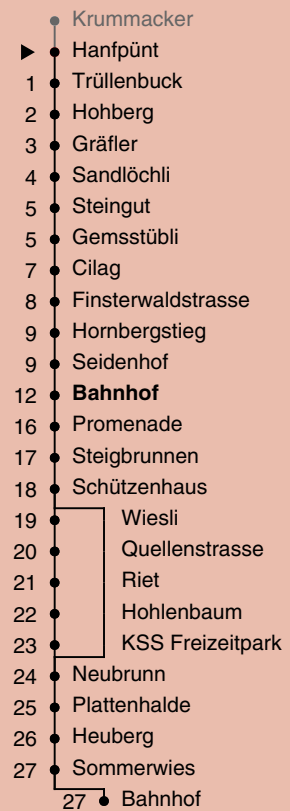 Krummacker
Hanfpünt
1 Trüllenbuck
2 Hohberg
3 Gräfler
4 Sandlöchli
5 Steingut
5 Gemsstübli
7 Cilag
8 Finsterwaldstrasse
9 Hornbergstieg
9 Seidenhof
12 Bahnhof
16 Promenade
17 Steigbrunnen
18 Schützenhaus
19 Wiesli
20 Quellenstrasse
21 Riet
22 Hohlenbaum
23 KSS Freizeitpark
24 Neubrunn
25 Plattenhalde
26 Heuberg
27 Sommerwies
27 Bahnhof